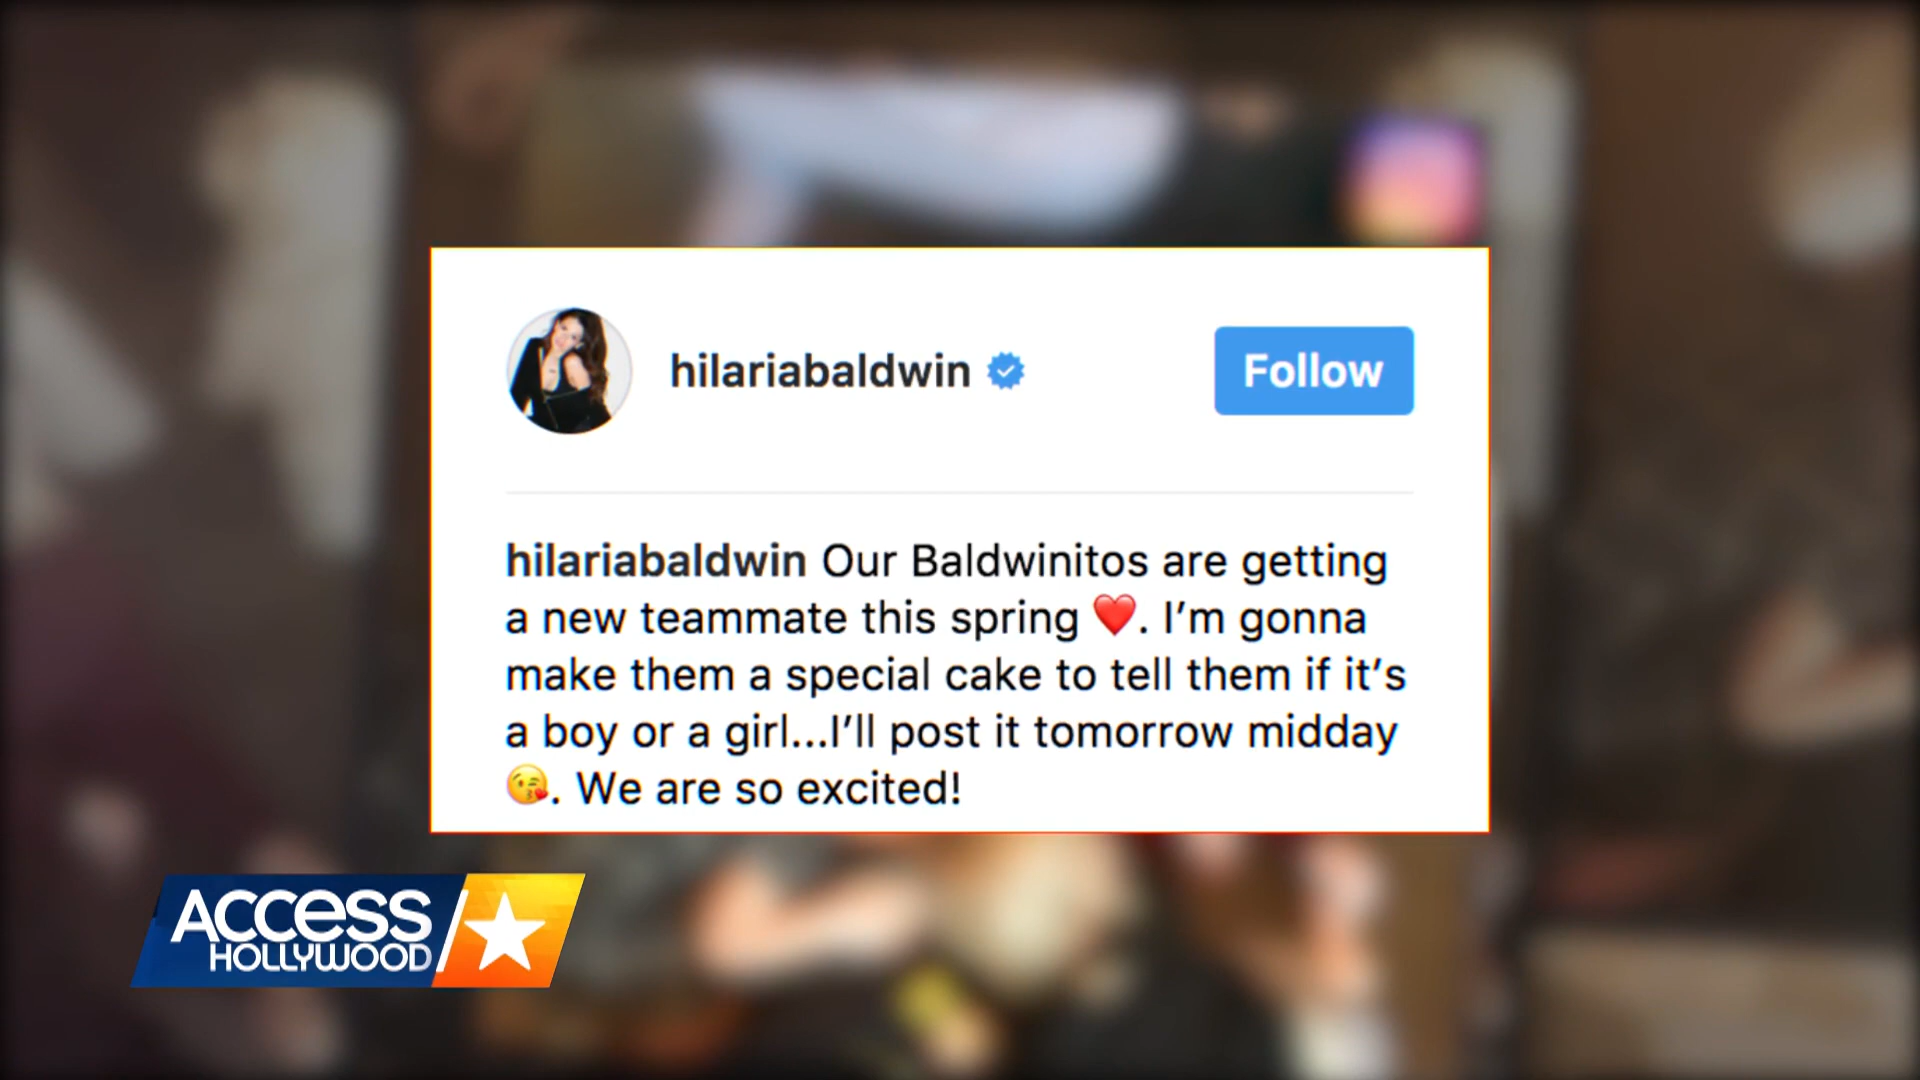 hilariabaldwin
Follow
hilariabaldwin Our Baldwinitos are getting
a new teammate this spring ❤️. I’m gonna
make them a special cake to tell them if it’s
a boy or a girl...I’ll post it tomorrow midday
😘. We are so excited!
ACCESS
HOLLYWOOD